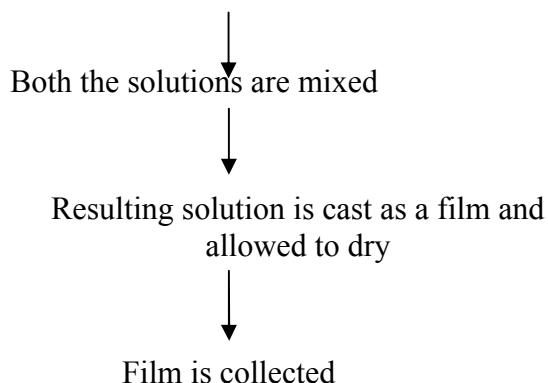 Both the solutions are mixed
Resulting solution is cast as a film and
allowed to dry
Film is collected